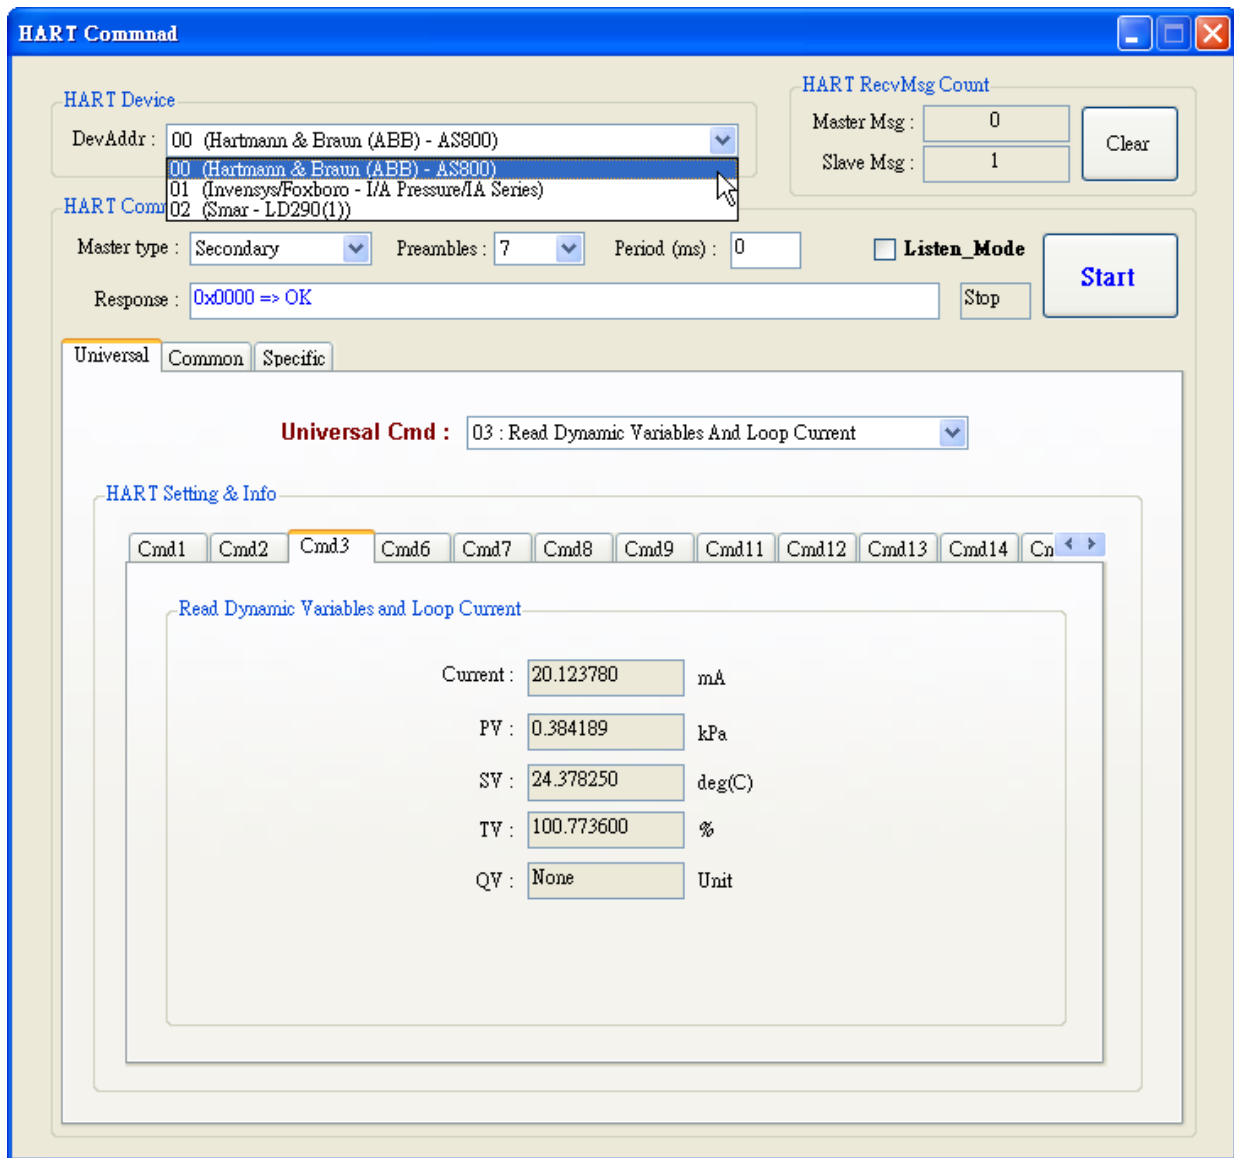 HART Commnad
HART Device
DevAddr : 00 (Hartmann & Braun (ABB) - AS800)
00 (Hartmann & Braun (ABB) - AS800)
01 (Invensys/Foxboro - I/A Pressure/IA Series)
02 (Smar - LD290(1))
HART RecvMsg Count
Master Msg : 0
Slave Msg : 1
Clear
HART Com
Master type : Secondary Preambles : 7 Period (ms) : 0 Listen_Mode
Start
Response : 0x0000 => OK Stop
Universal Common Specific
Universal Cmd : 03 : Read Dynamic Variables And Loop Current
HART Setting & Info
Cmd1 Cmd2 Cmd3 Cmd6 Cmd7 Cmd8 Cmd9 Cmd11 Cmd12 Cmd13 Cmd14 Cn
Read Dynamic Variables and Loop Current
Current : 20.123780 mA
PV : 0.384189 kPa
SV : 24.378250 deg(C)
TV : 100.773600 %
QV : None Unit